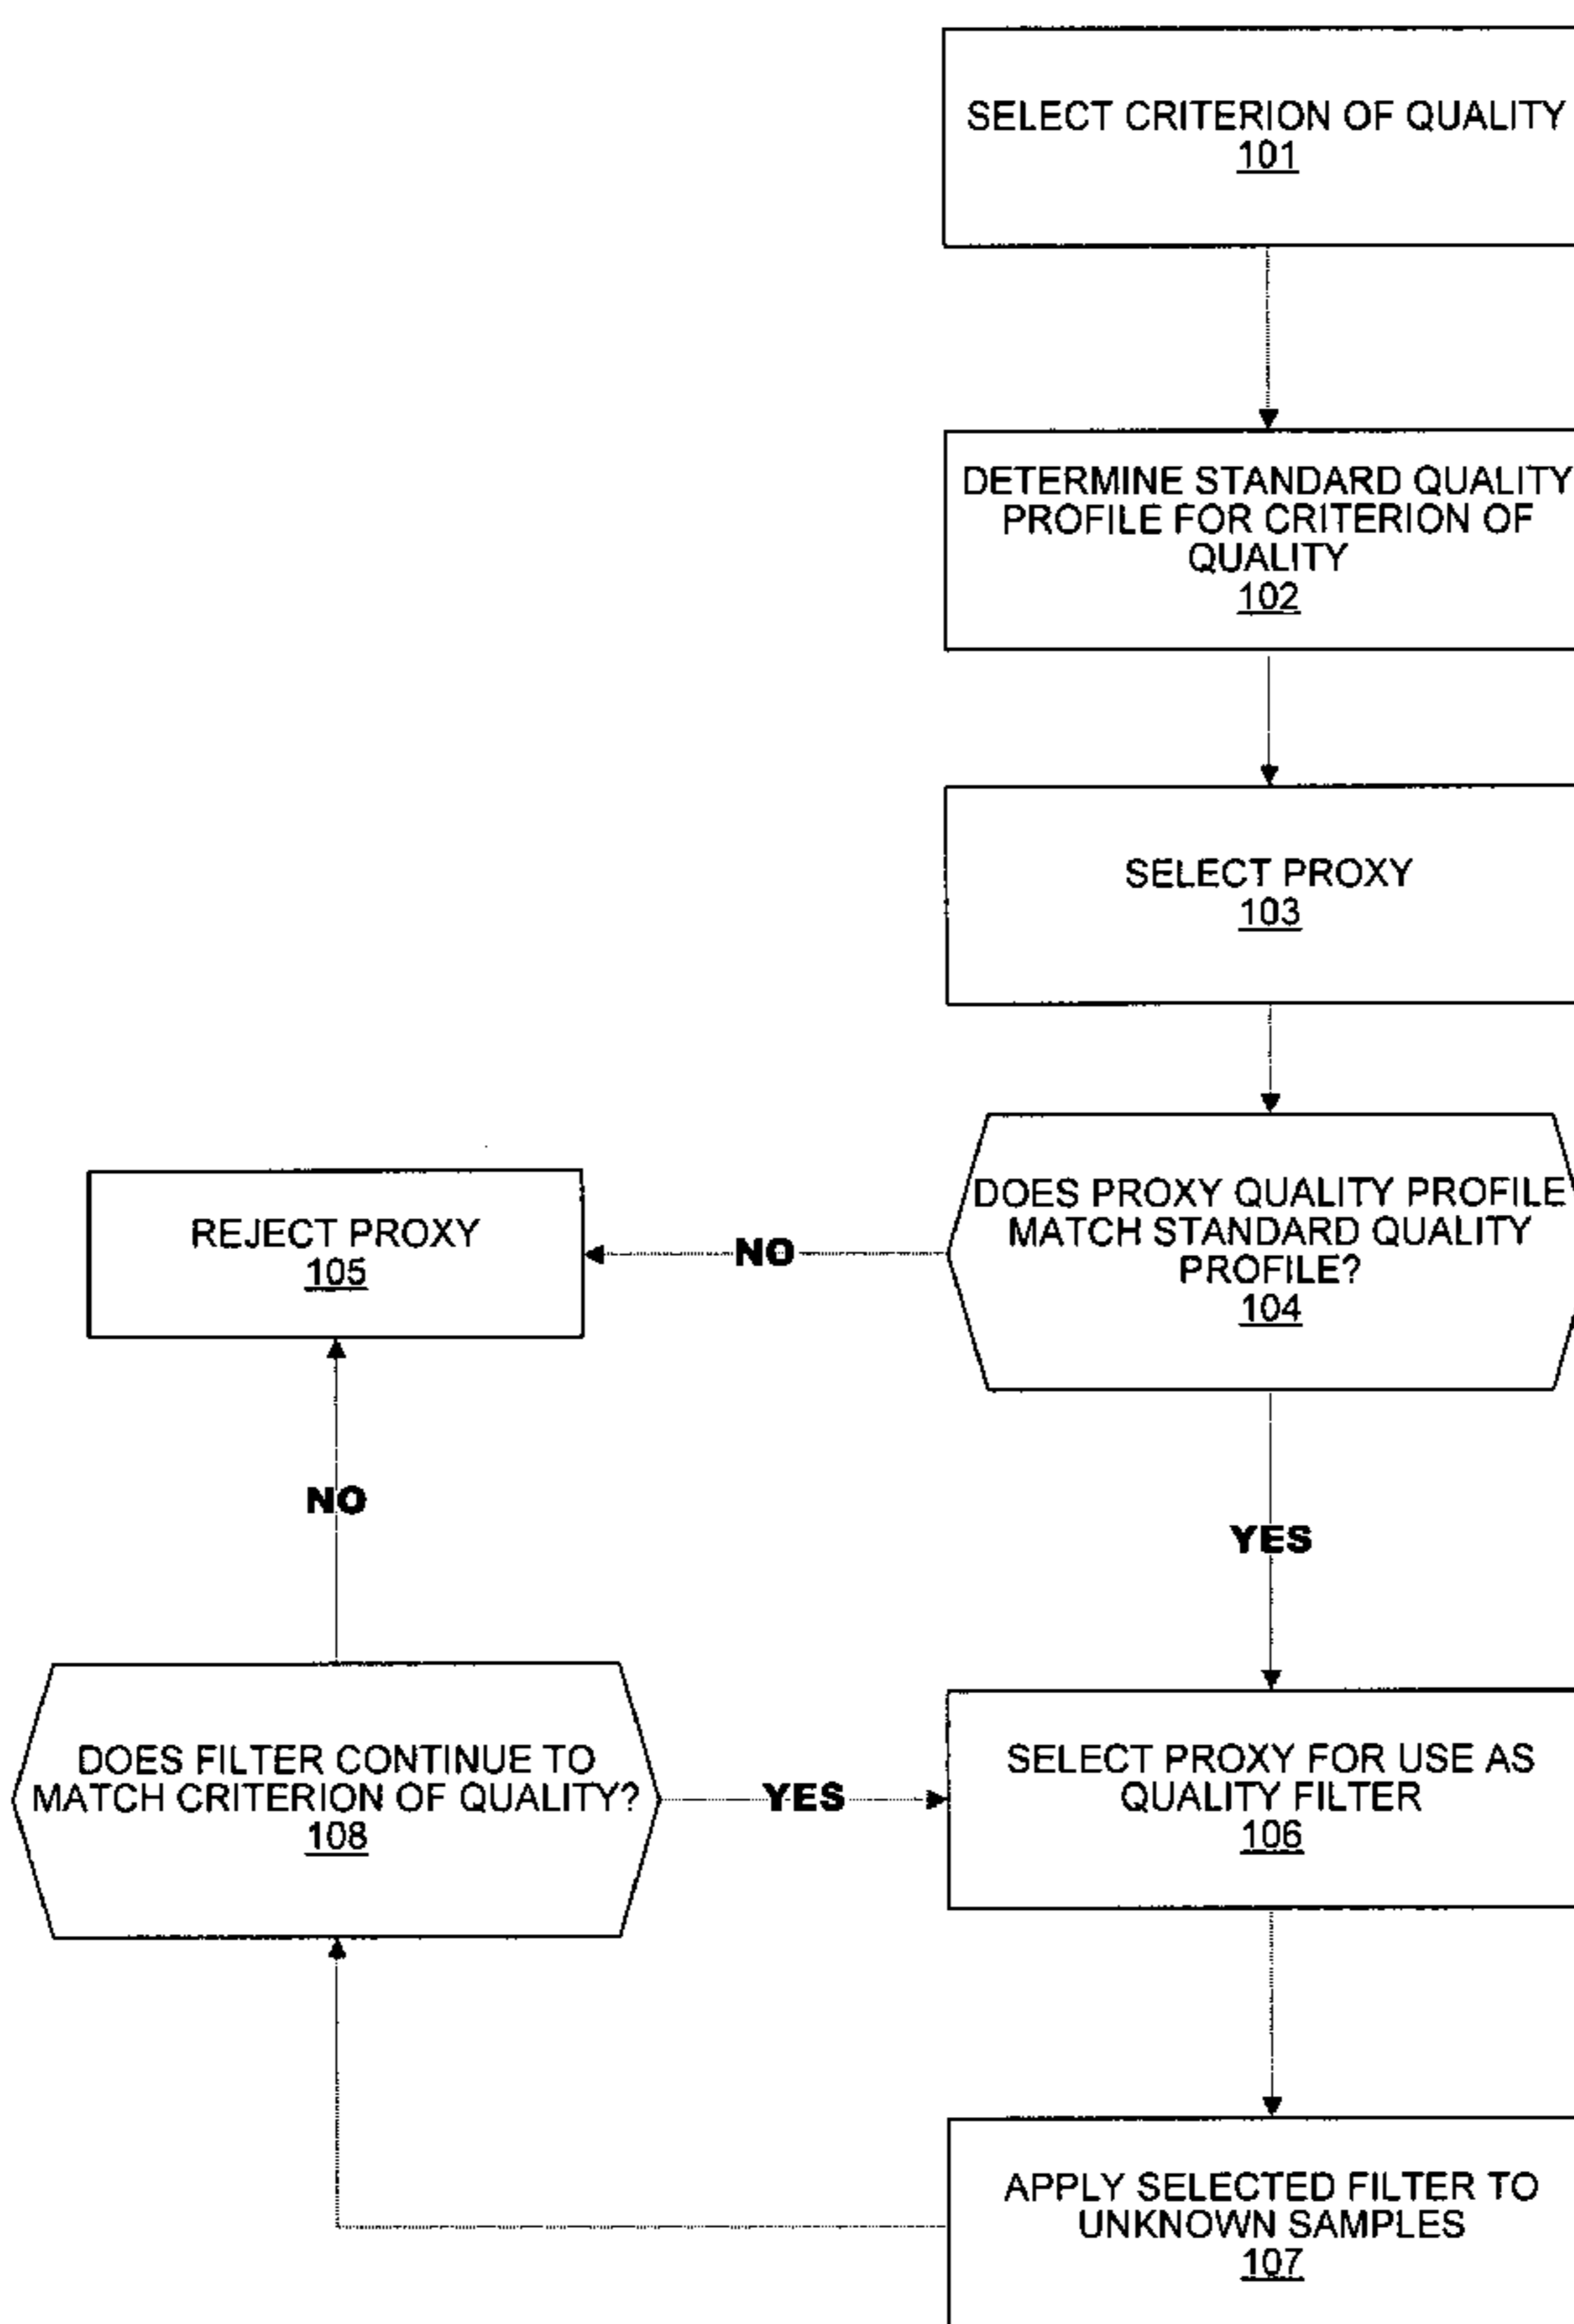 SELECT CRITERION OF QUALITY
101
DETERMINE STANDARD QUALITY
PROFILE FOR CRITERION OF
QUALITY
102
SELECT PROXY
103
DOES PROXY QUALITY PROFILE
MATCH STANDARD QUALITY
PROFILE?
104
NO
REJECT PROXY
105
NO
YES
DOES FILTER CONTINUE TO
MATCH CRITERION OF QUALITY?
108
YES
SELECT PROXY FOR USE AS
QUALITY FILTER
106
APPLY SELECTED FILTER TO
UNKNOWN SAMPLES
107